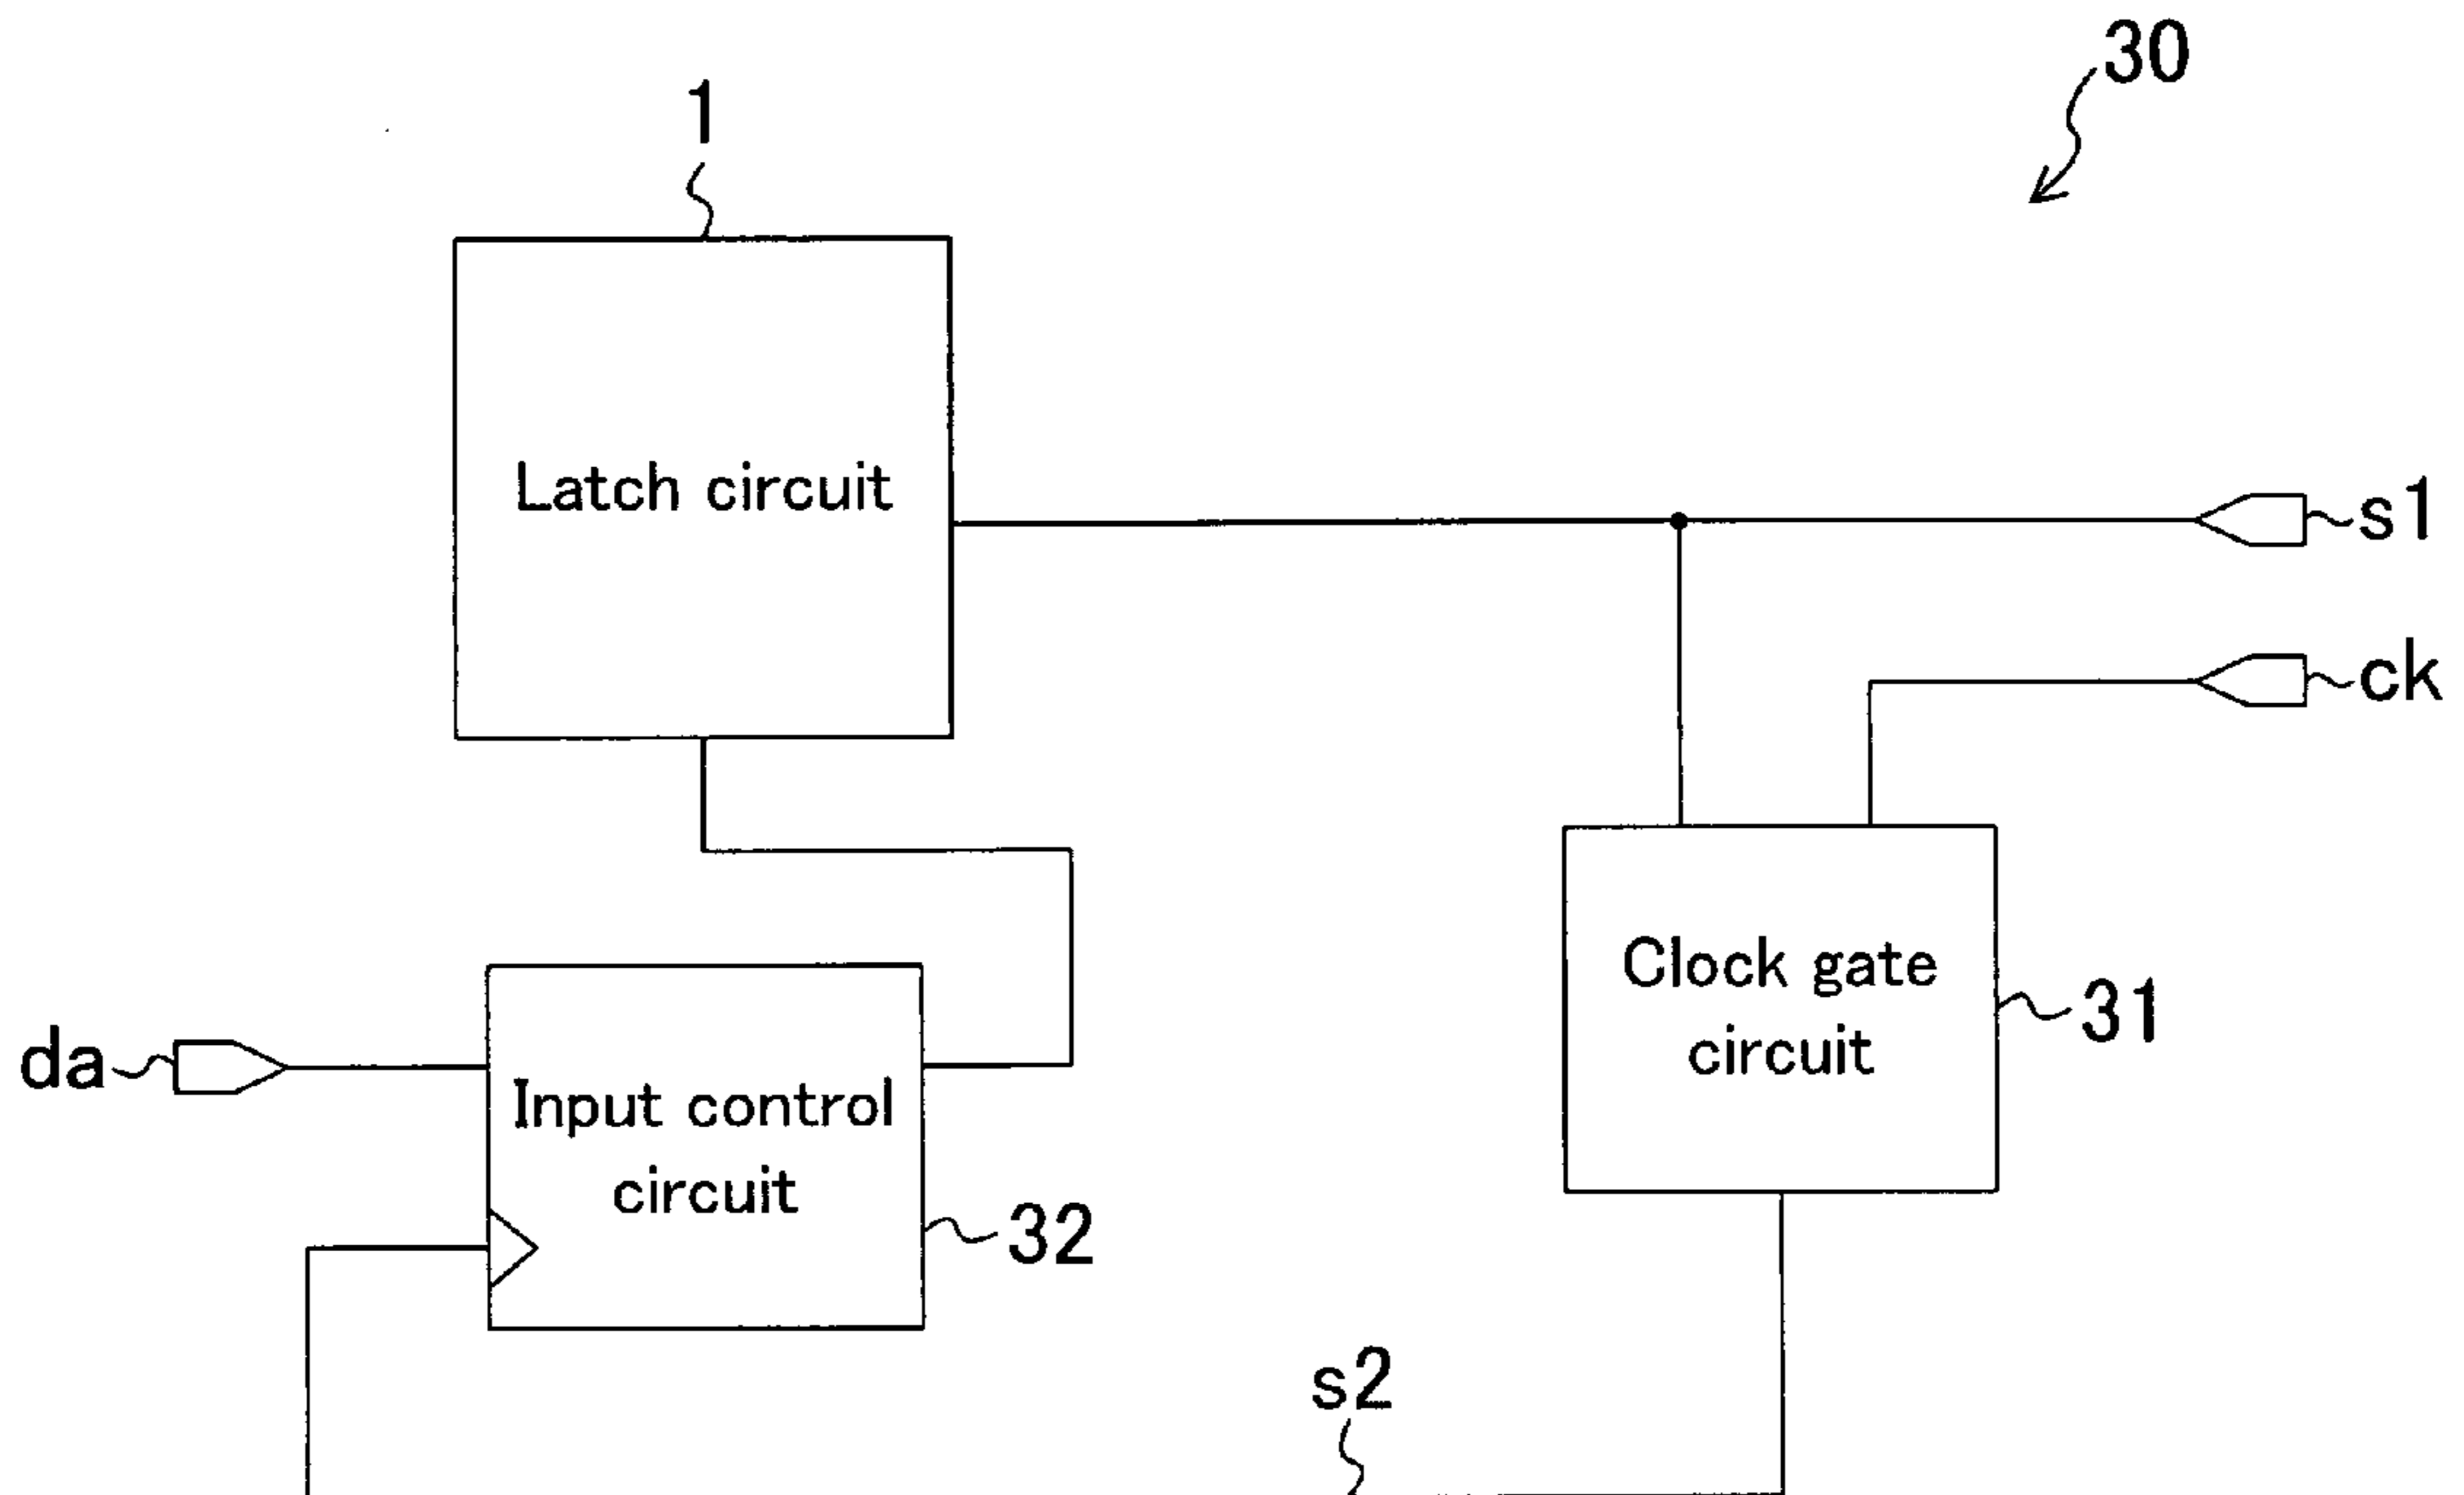 30
1
Latch circuit
s1
ck
Clock gate
circuit
31
da
Input control
circuit
32
s2